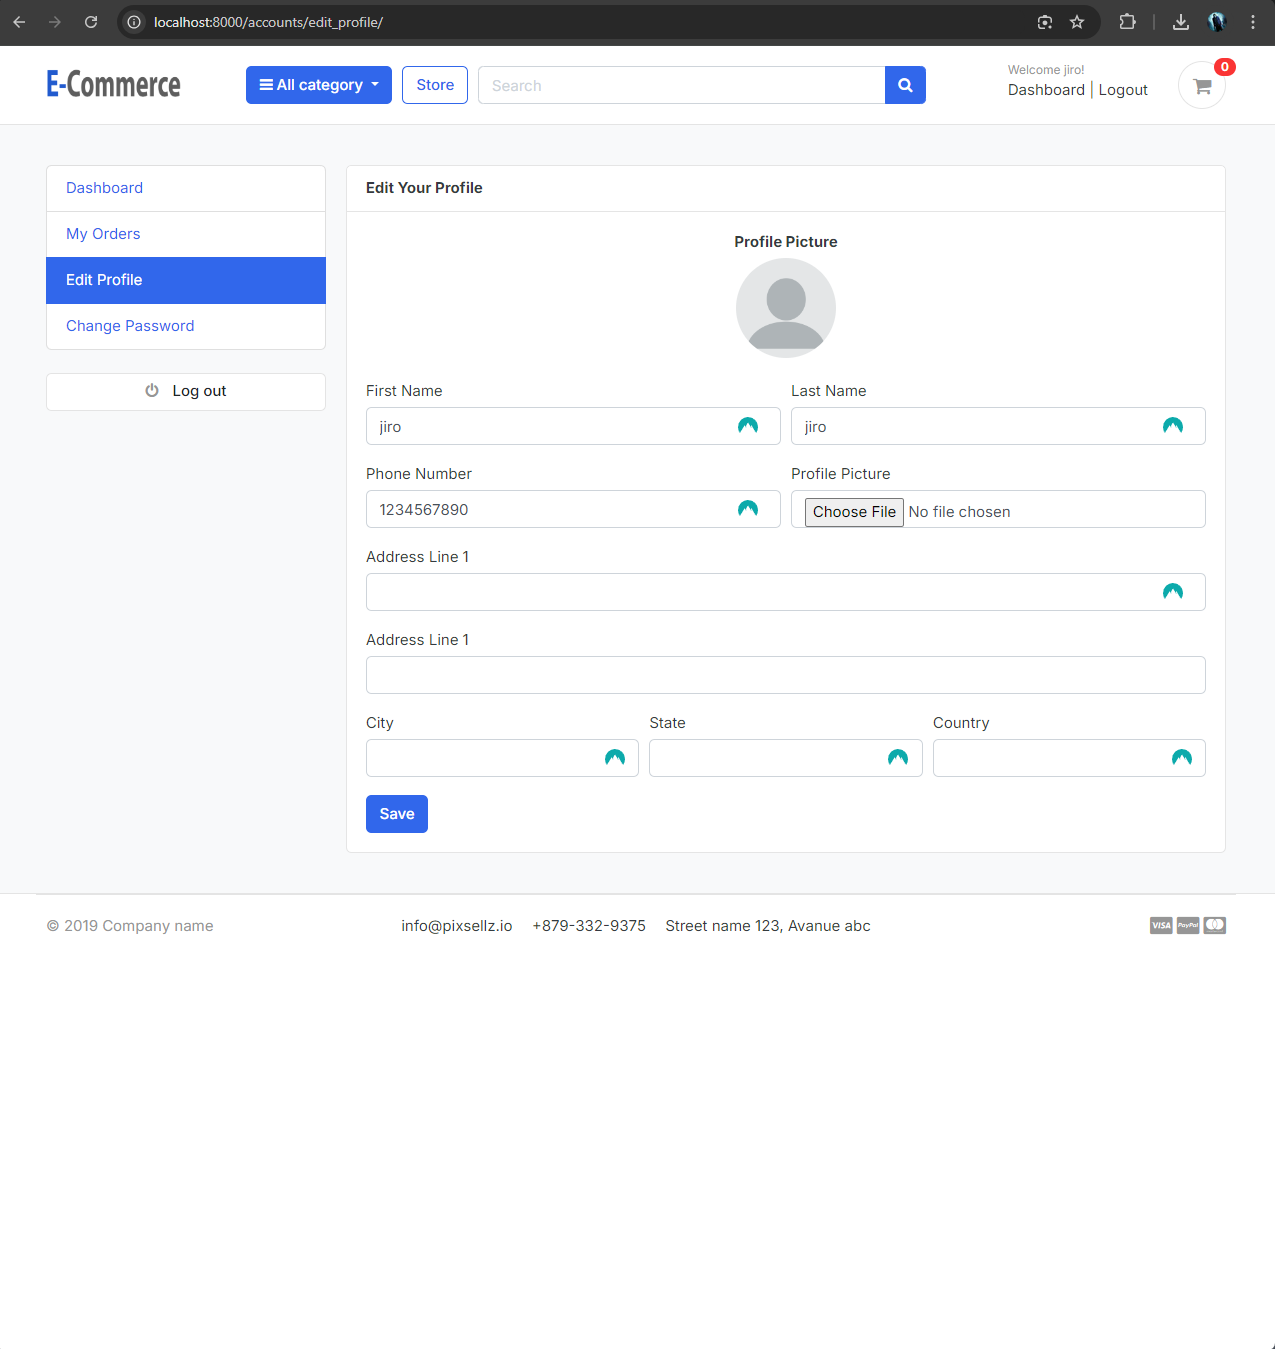 localhost:8000/accounts/edit_profile/
E-Commerce
All category
Store
Search
Welcome jiro!
Dashboard | Logout
0
Dashboard
My Orders
Edit Profile
Change Password
Log out
Edit Your Profile
Profile Picture
First Name
Last Name
jiro
jiro
Phone Number
Profile Picture
1234567890
Choose File No file chosen
Address Line 1
Address Line 1
City
State
Country
Save
© 2019 Company name
info@pixsellz.io
+879-332-9375
Street name 123, Avanue abc
VISA
PayPal